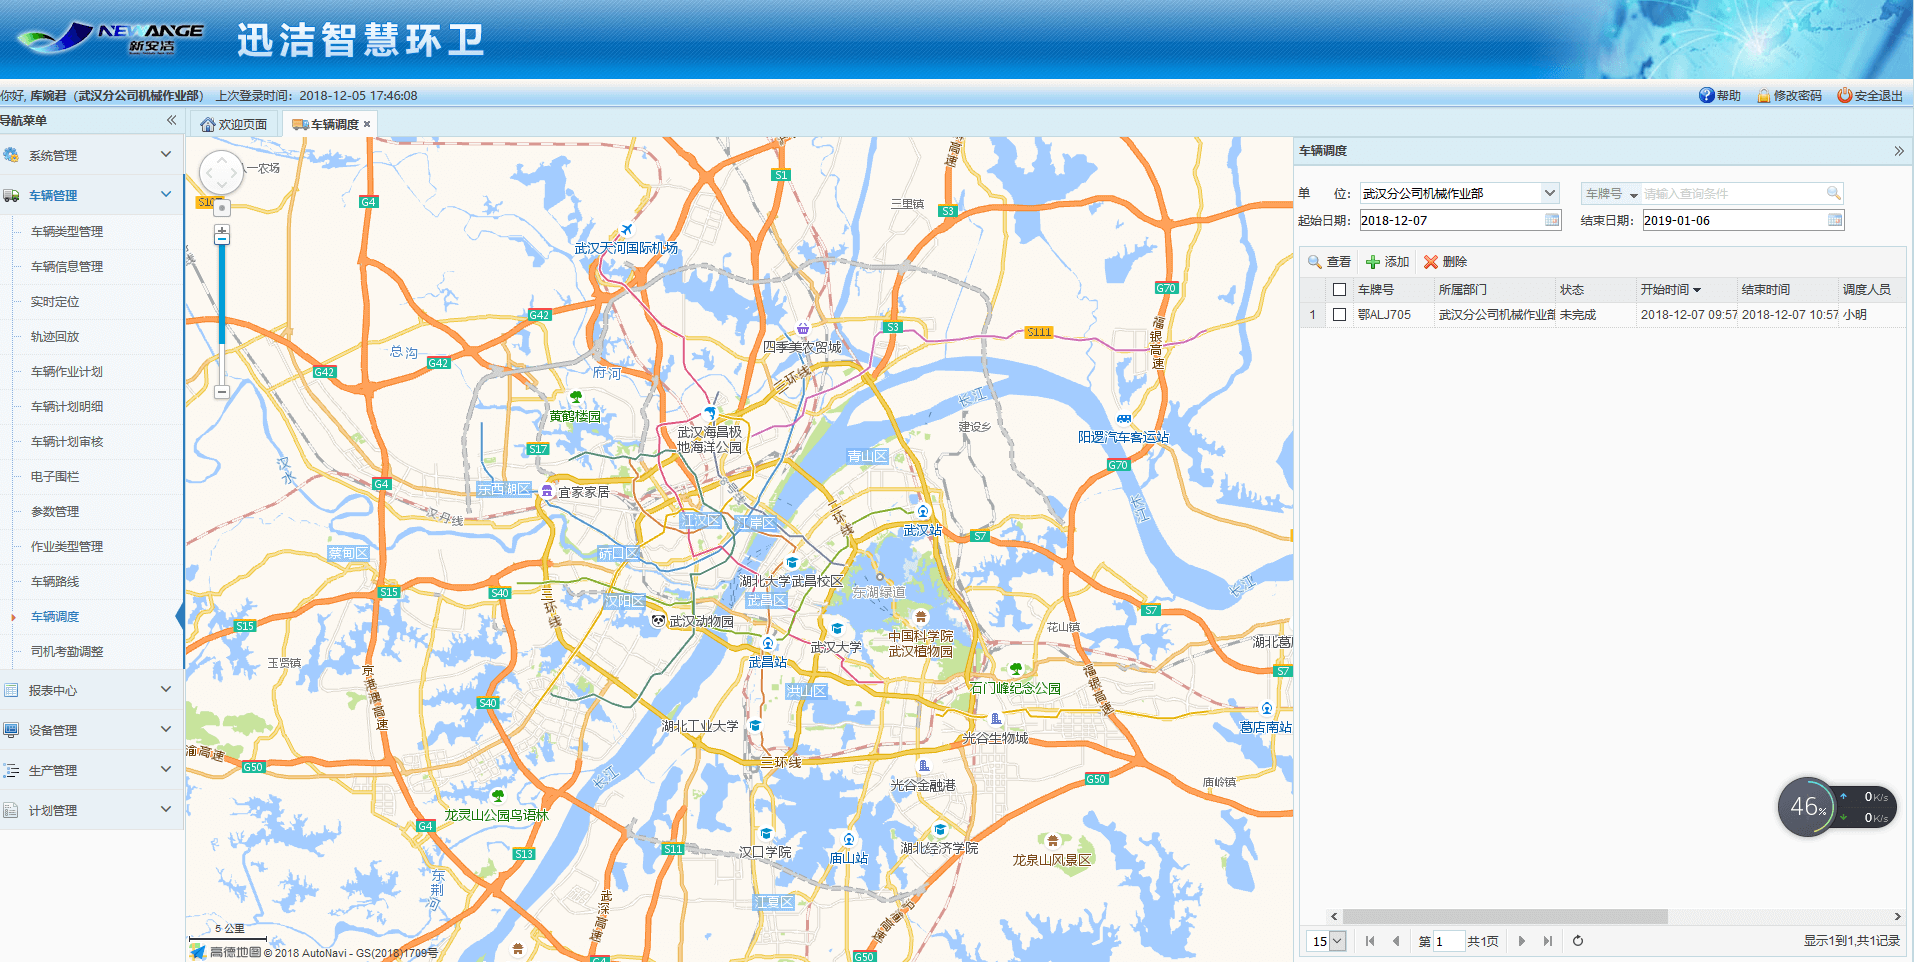 NEWANGE
新安洁
迅洁智慧环卫
你好, 库婉君（武汉分公司机械作业部） 上次登录时间：2018-12-05 17:46:08
帮助 修改密码 安全退出
导航菜单
欢迎页面 车辆调度
系统管理
车辆管理
车辆类型管理
车辆信息管理
实时定位
轨迹回放
车辆作业计划
车辆计划明细
车辆计划审核
电子围栏
参数管理
作业类型管理
车辆路线
车辆调度
司机考勤调整
报表中心
设备管理
生产管理
计划管理
八一农场
G4
S1
福银高速
三里镇
S3
武汉天河国际机场
G70
G42
S3
S111
四季美农贸城
总沟
G42
G42
府河
三环线
长江
黄鹤楼园
武汉海昌极
地海洋公园
建设乡
阳逻汽车客运站
S17
青山区
G70
汉水
G4
东西湖区
宜家家居
长江
汉丹线
江汉区
江岸区
三环线
武汉站
S7
蔡甸区
硚口区
湖北大学武昌校区
东湖绿道
长江
S15
S40
三环线
汉阳区
武昌区
S7
S15
武汉动物园
中国科学院
武汉植物园
花山镇
武汉大学
玉贤镇
武昌站
S7
京港澳高速
石门峰纪念公园
福银高速
S40
洪山区
湖北工业大学
光谷生物城
葛店南站
渝高速
G50
三环线
长江
光谷金融港
G50
庙岭镇
龙灵山公园鸟语林
G4
S13
S11
汉口学院
庙山站
湖北经济学院
龙泉山风景区
东荆河
武深高速
江夏区
沪高速
G50
5 公里
高德地图 © 2018 AutoNavi - GS(2018)1709号
车辆调度
单 位: 武汉分公司机械作业部 车牌号 请输入查询条件
起始日期: 2018-12-07 结束日期: 2019-01-06
查看 添加 删除
车牌号 所属部门 状态 开始时间 结束时间 调度人员
1 鄂ALJ705 武汉分公司机械作业部 未完成 2018-12-07 09:57 2018-12-07 10:57 小明
46% 0K/s
0K/s
15 第 1 共1页 显示1到1,共1记录